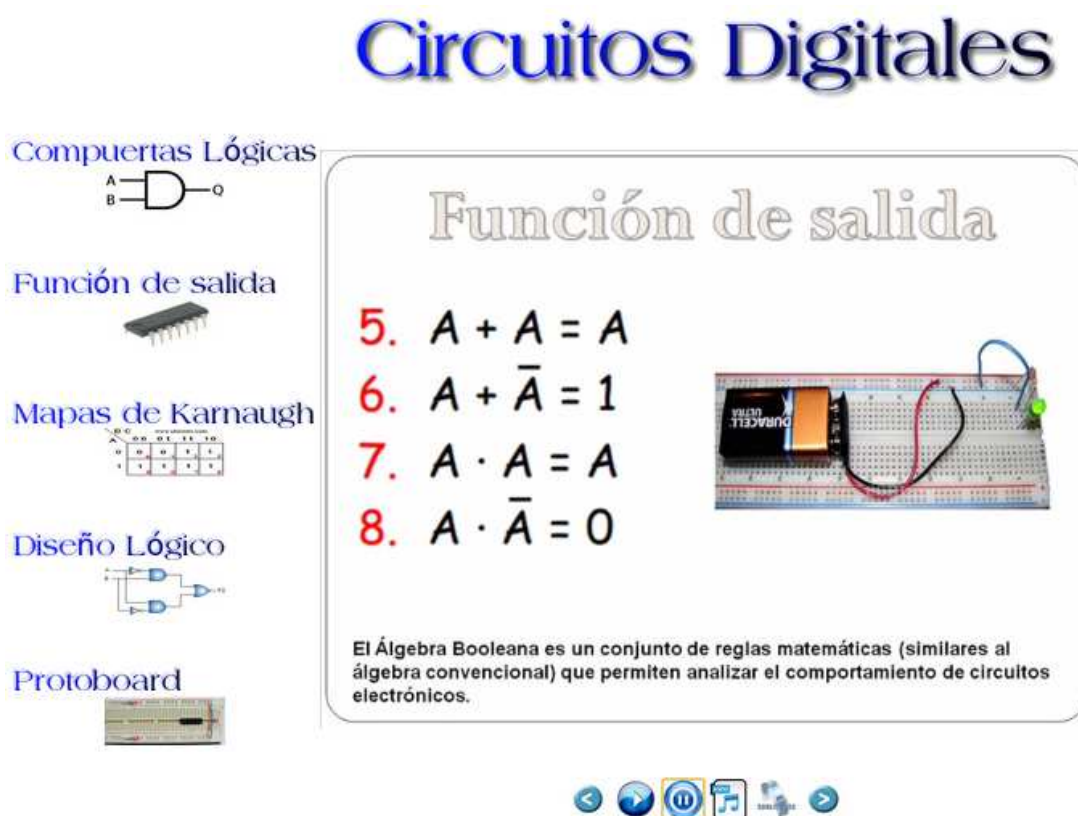 Circuitos Digitales
Compuertas Lógicas
A
B
Q
Función de salida
Mapas de Karnaugh
Diseño Lógico
Protoboard
Función de salida
5. A + A = A
6. A + A̅ = 1
7. A · A = A
8. A · A̅ = 0
DURACELL
ULTRA
El Álgebra Booleana es un conjunto de reglas matemáticas (similares al
álgebra convencional) que permiten analizar el comportamiento de circuitos
electrónicos.